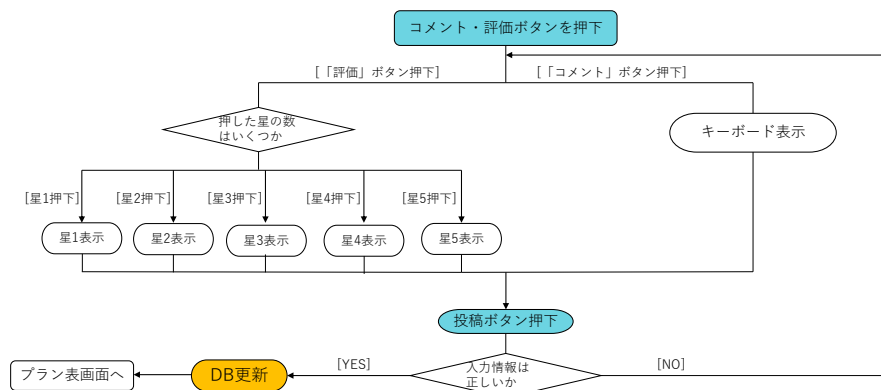 コメント・評価ボタンを押下
[「評価」ボタン押下]
[「コメント」ボタン押下]
押した星の数
はいくつか
キーボード表示
[星1押下]
[星2押下]
[星3押下]
[星4押下]
[星5押下]
星1表示
星2表示
星3表示
星4表示
星5表示
投稿ボタン押下
入力情報は
正しいか
[YES]
[NO]
DB更新
プラン表画面へ